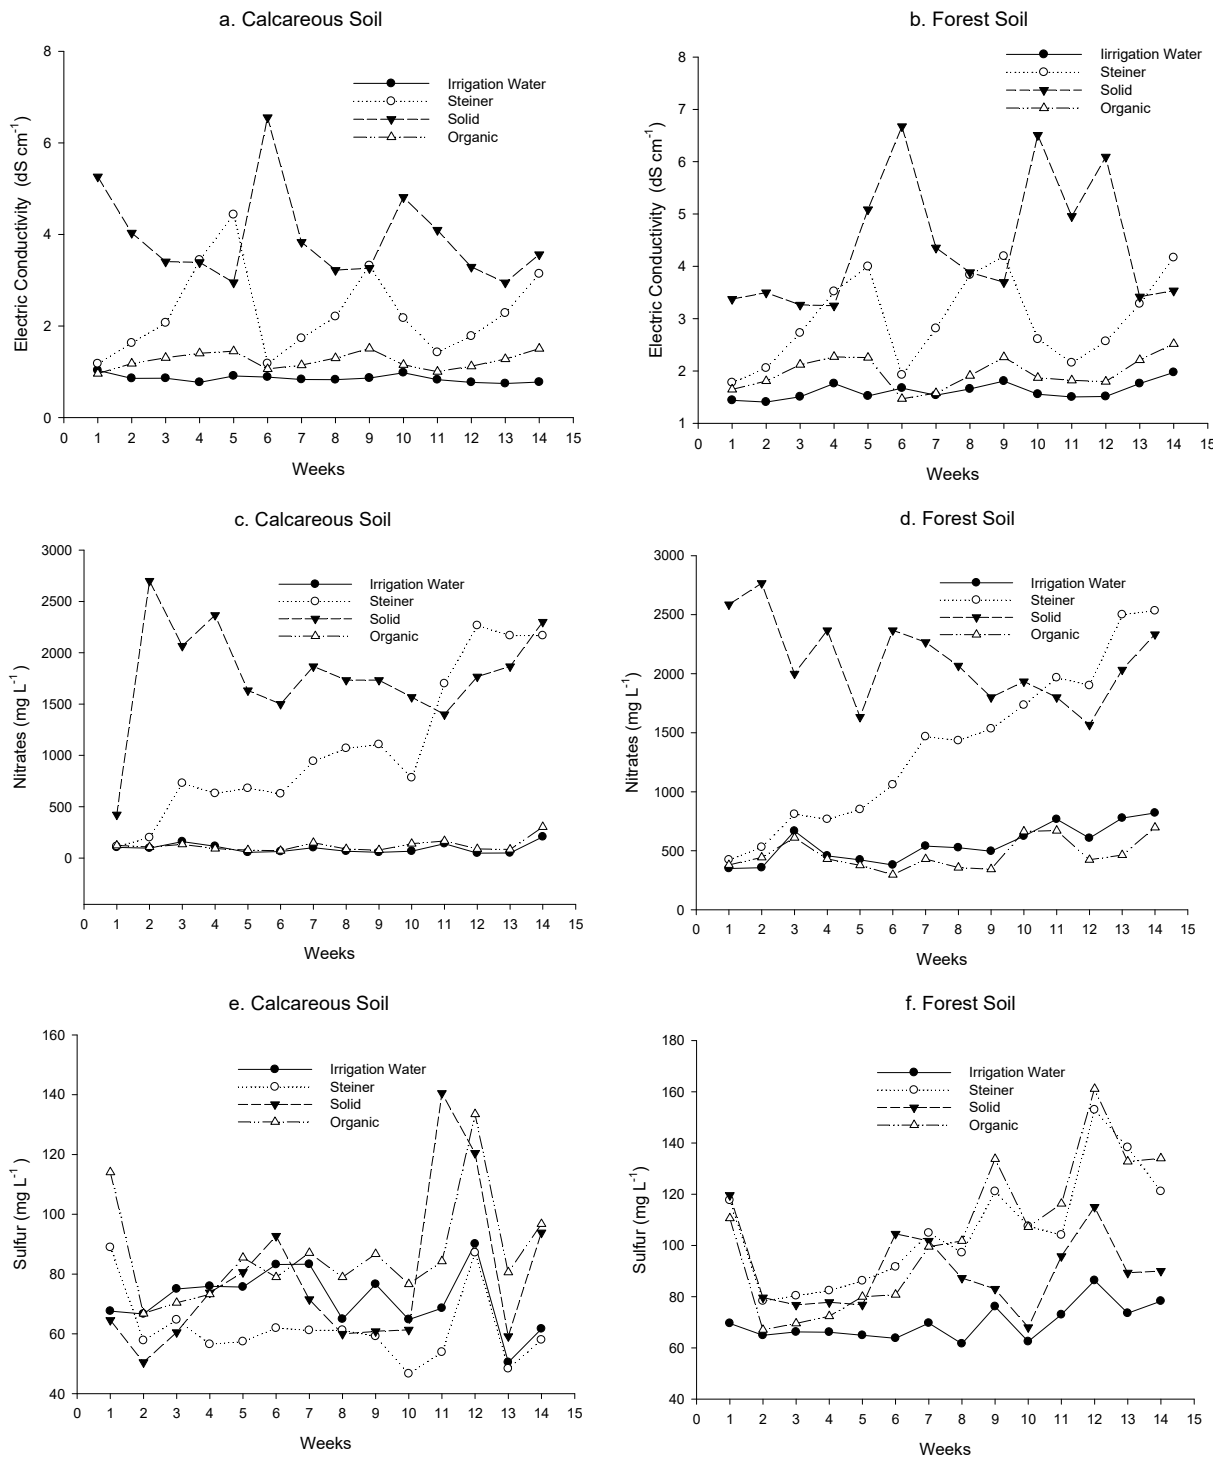 a. Calcareous Soil
8
6
4
2
0
Electric Conductivity (dS cm-1)
Irrigation Water
Steiner
Solid
Organic
0 1 2 3 4 5 6 7 8 9 10 11 12 13 14 15
Weeks
b. Forest Soil
8
7
6
5
4
3
2
1
Electric Conductivity (dS cm-1)
Iirrigation Water
Steiner
Solid
Organic
0 1 2 3 4 5 6 7 8 9 10 11 12 13 14 15
Weeks
c. Calcareous Soil
3000
2500
2000
1500
1000
500
0
Nitrates (mg L-1)
Irrigation Water
Steiner
Solid
Organic
0 1 2 3 4 5 6 7 8 9 10 11 12 13 14 15
Weeks
d. Forest Soil
3000
2500
2000
1500
1000
500
0
Nitrates (mg L-1)
Irrigation Water
Steiner
Solid
Organic
0 1 2 3 4 5 6 7 8 9 10 11 12 13 14 15
Weeks
e. Calcareous Soil
160
140
120
100
80
60
40
Sulfur (mg L-1)
Irrigation Water
Steiner
Solid
Organic
0 1 2 3 4 5 6 7 8 9 10 11 12 13 14 15
Weeks
f. Forest Soil
180
160
140
120
100
80
60
40
Sulfur (mg L-1)
Irrigation Water
Steiner
Solid
Organic
0 1 2 3 4 5 6 7 8 9 10 11 12 13 14 15
Weeks